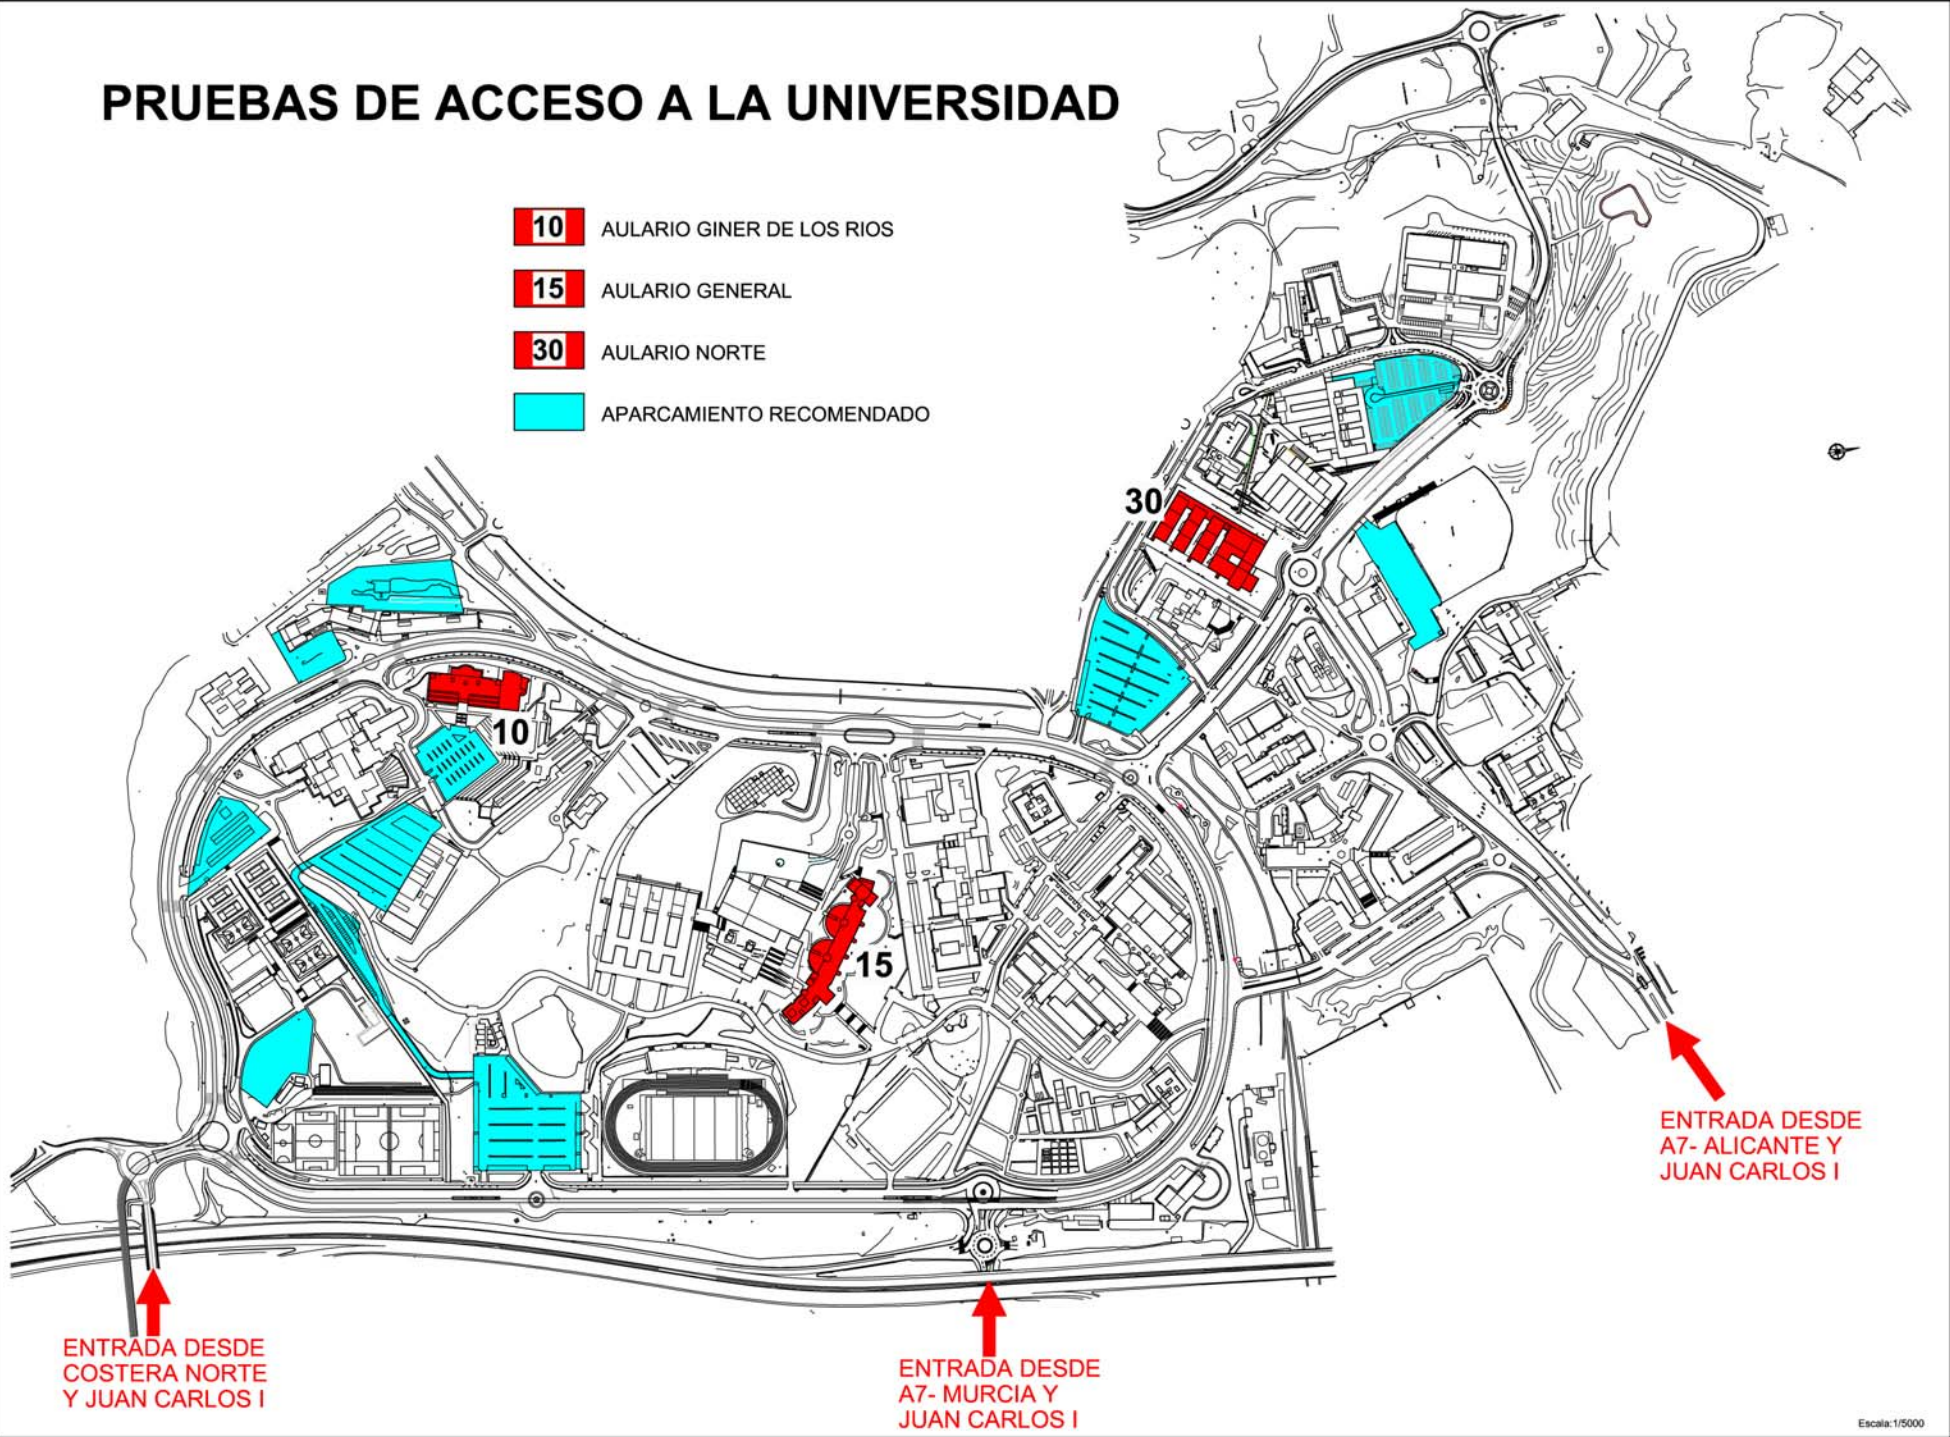 PRUEBAS DE ACCESO A LA UNIVERSIDAD
10 AULARIO GINER DE LOS RIOS
15 AULARIO GENERAL
30 AULARIO NORTE
APARCAMIENTO RECOMENDADO
30
10
15
ENTRADA DESDE
A7- ALICANTE Y
JUAN CARLOS I
ENTRADA DESDE
COSTERA NORTE
Y JUAN CARLOS I
ENTRADA DESDE
A7- MURCIA Y
JUAN CARLOS I
Escala:1/5000